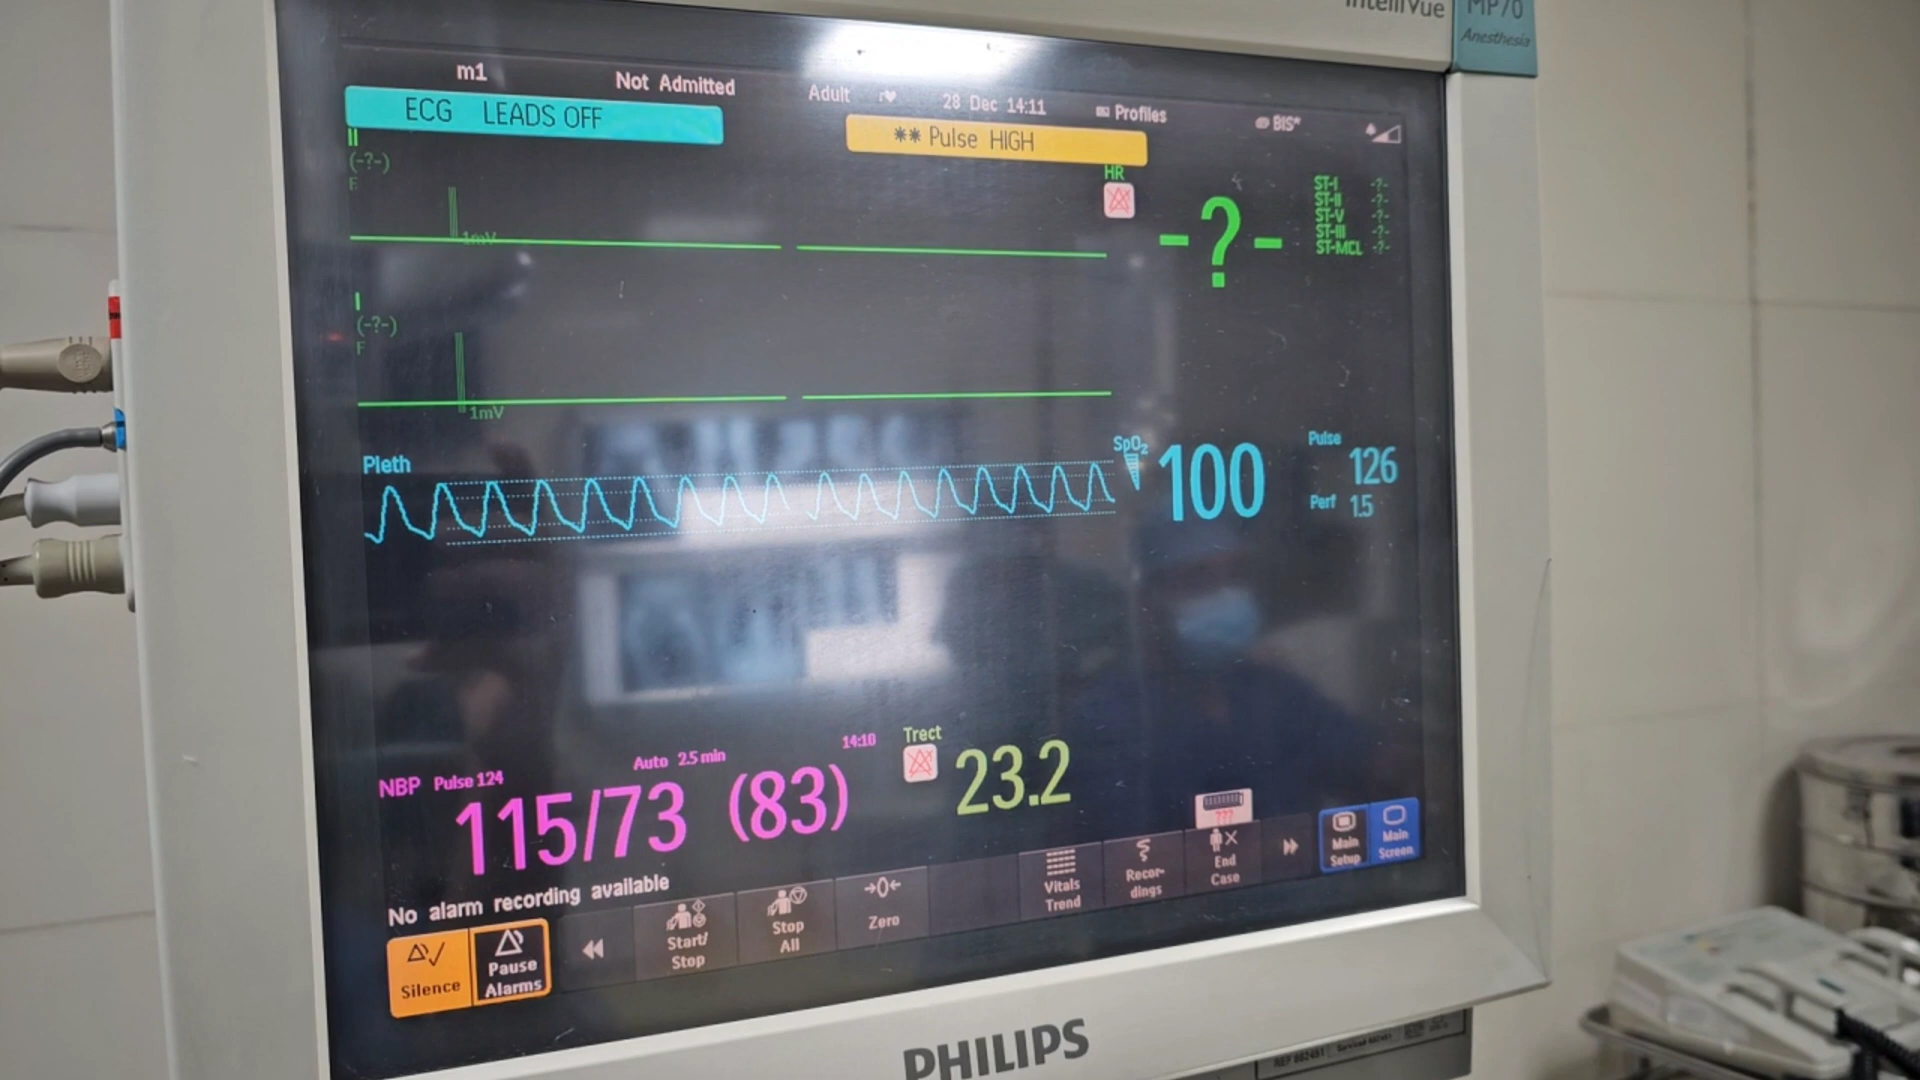 IntelliVue MP70
Anesthesia
m1 Not Admitted Adult 28 Dec 14:11 Profiles BIS*
ECG LEADS OFF
** Pulse HIGH
II
(-?-)
F
1mV
HR
-?-
ST-I -?-
ST-II -?-
ST-V -?-
ST-III -?-
ST-MCL -?-
I
(-?-)
F
1mV
Pleth
SpO₂
100
Pulse
126
Perf 1.5
NBP Pulse 124 Auto 2.5 min 14:10
115/73 (83)
Trect
23.2
No alarm recording available
Silence
Pause
Alarms
Start/
Stop
Stop
All
Zero
Vitals
Trend
Recor-
dings
???
End
Case
Main
Setup
Main
Screen
PHILIPS